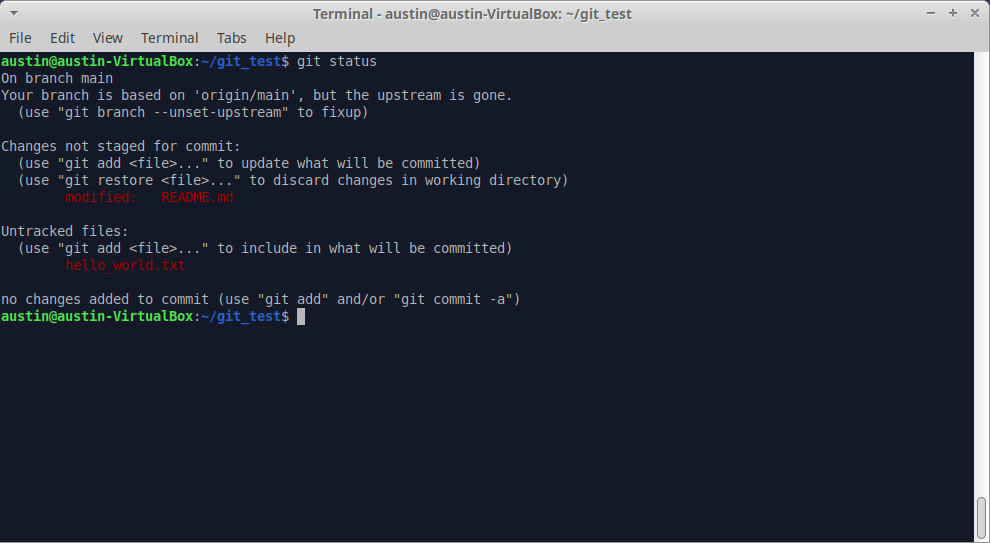 Terminal - austin@austin-VirtualBox: ~/git_test
File Edit View Terminal Tabs Help
austin@austin-VirtualBox:~/git_test$ git status
On branch main
Your branch is based on 'origin/main', but the upstream is gone.
  (use "git branch --unset-upstream" to fixup)

Changes not staged for commit:
  (use "git add <file>..." to update what will be committed)
  (use "git restore <file>..." to discard changes in working directory)
        modified:   README.md

Untracked files:
  (use "git add <file>..." to include in what will be committed)
        hello_world.txt

no changes added to commit (use "git add" and/or "git commit -a")
austin@austin-VirtualBox:~/git_test$